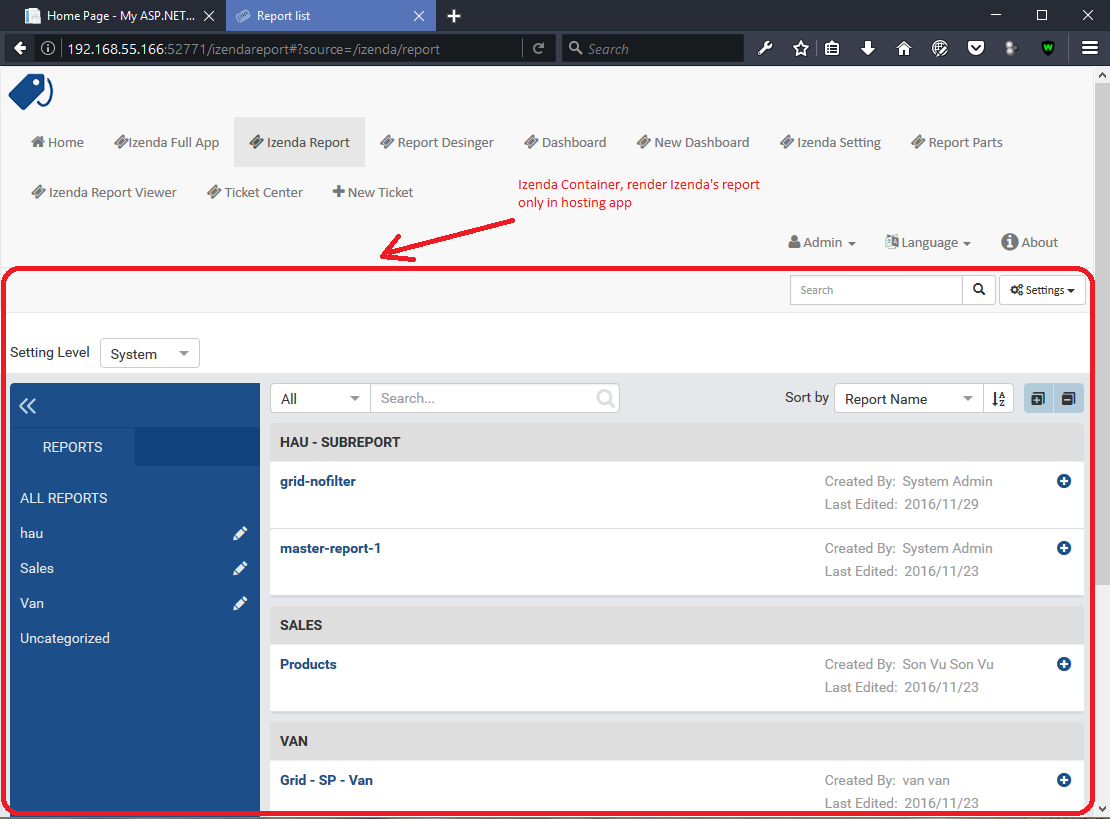 Home Page - My ASP.NET...
Report list
192.168.55.166:52771/izendareport#?source=/izenda/report
Search
Home
Izenda Full App
Izenda Report
Report Desinger
Dashboard
New Dashboard
Izenda Setting
Report Parts
Izenda Report Viewer
Ticket Center
New Ticket
Izenda Container, render Izenda's report
only in hosting app
Admin
Language
About
Search
Settings
Setting Level
System
All
Search...
Sort by
Report Name
REPORTS
ALL REPORTS
hau
Sales
Van
Uncategorized
HAU - SUBREPORT
grid-nofilter
Created By: System Admin
Last Edited: 2016/11/29
master-report-1
Created By: System Admin
Last Edited: 2016/11/23
SALES
Products
Created By: Son Vu Son Vu
Last Edited: 2016/11/23
VAN
Grid - SP - Van
Created By: van van
Last Edited: 2016/11/23